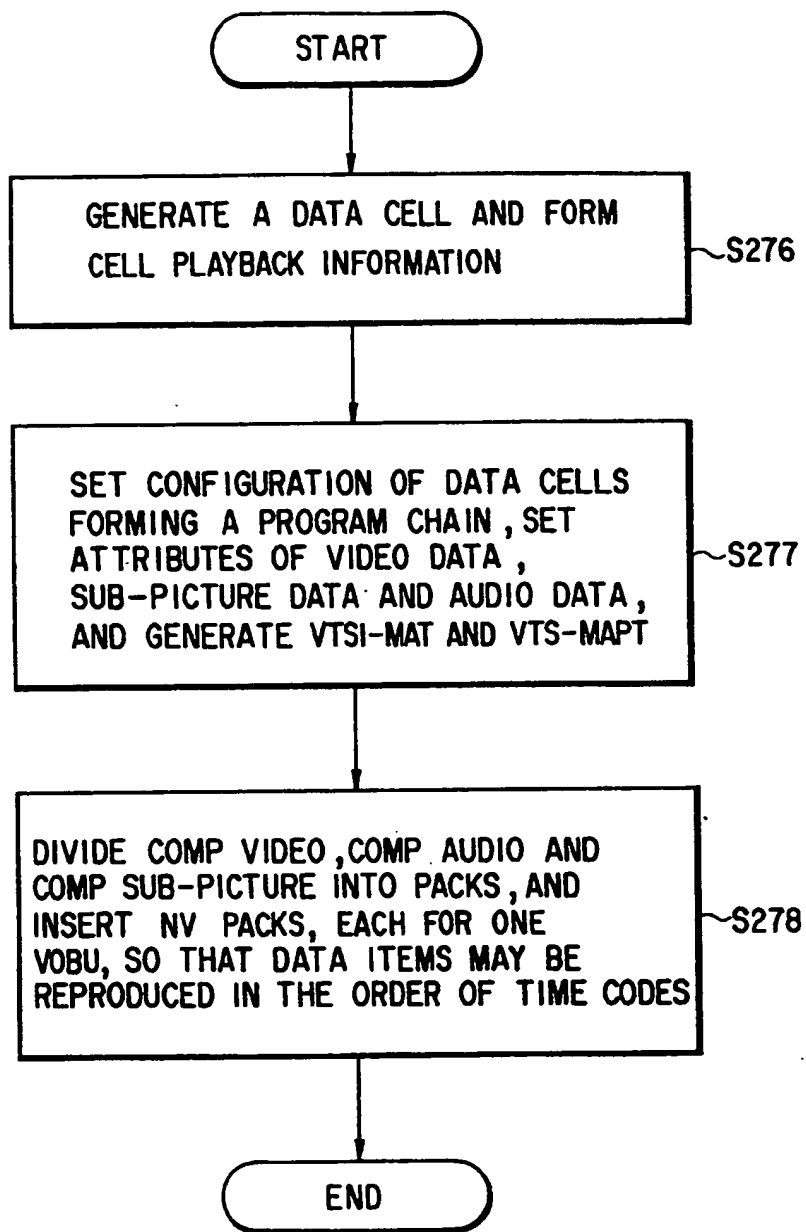 START
GENERATE A DATA CELL AND FORM
CELL PLAYBACK INFORMATION
S276
SET CONFIGURATION OF DATA CELLS
FORMING A PROGRAM CHAIN, SET
ATTRIBUTES OF VIDEO DATA,
SUB-PICTURE DATA AND AUDIO DATA,
AND GENERATE VTSI-MAT AND VTS-MAPT
S277
DIVIDE COMP VIDEO, COMP AUDIO AND
COMP SUB-PICTURE INTO PACKS, AND
INSERT NV PACKS, EACH FOR ONE
VOBU, SO THAT DATA ITEMS MAY BE
REPRODUCED IN THE ORDER OF TIME CODES
S278
END